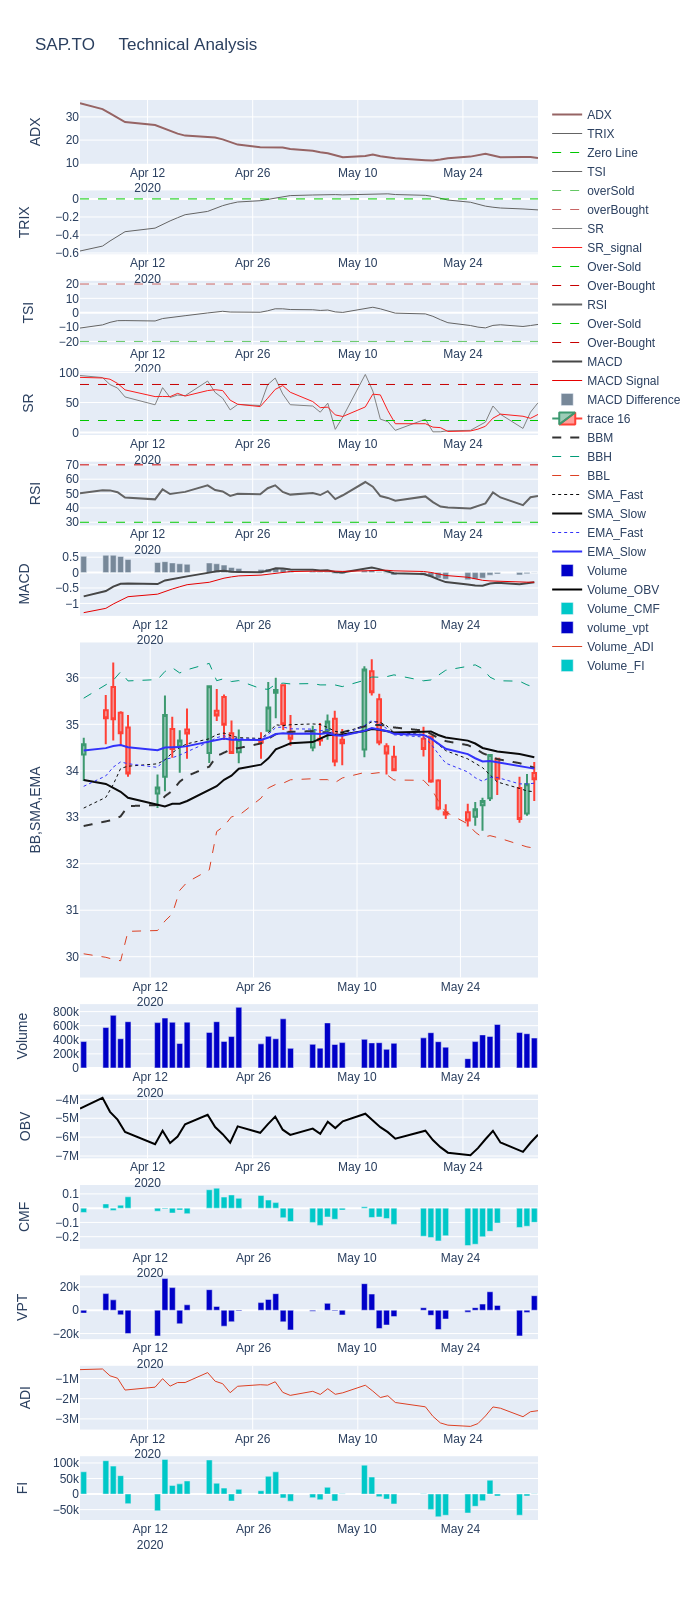 SAP.TO Technical Analysis
ADX
30
20
10
Apr 12
2020
Apr 26
May 10
May 24
TRIX
0
−0.2
−0.4
−0.6
Apr 12
2020
Apr 26
May 10
May 24
TSI
20
10
0
−10
−20
Apr 12
2020
Apr 26
May 10
May 24
SR
100
50
0
Apr 12
2020
Apr 26
May 10
May 24
RSI
70
60
50
40
30
Apr 12
2020
Apr 26
May 10
May 24
MACD
0.5
0
−0.5
−1
Apr 12
2020
Apr 26
May 10
May 24
BB,SMA,EMA
36
35
34
33
32
31
30
Apr 12
2020
Apr 26
May 10
May 24
Volume
800k
600k
400k
200k
0
Apr 12
2020
Apr 26
May 10
May 24
OBV
−4M
−5M
−6M
−7M
Apr 12
2020
Apr 26
May 10
May 24
CMF
0.1
0
−0.1
−0.2
Apr 12
2020
Apr 26
May 10
May 24
VPT
20k
0
−20k
Apr 12
2020
Apr 26
May 10
May 24
ADI
−1M
−2M
−3M
Apr 12
2020
Apr 26
May 10
May 24
FI
100k
50k
0
−50k
Apr 12
2020
Apr 26
May 10
May 24
ADX
TRIX
Zero Line
TSI
overSold
overBought
SR
SR_signal
Over-Sold
Over-Bought
RSI
Over-Sold
Over-Bought
MACD
MACD Signal
MACD Difference
trace 16
BBM
BBH
BBL
SMA_Fast
SMA_Slow
EMA_Fast
EMA_Slow
Volume
Volume_OBV
Volume_CMF
volume_vpt
Volume_ADI
Volume_FI